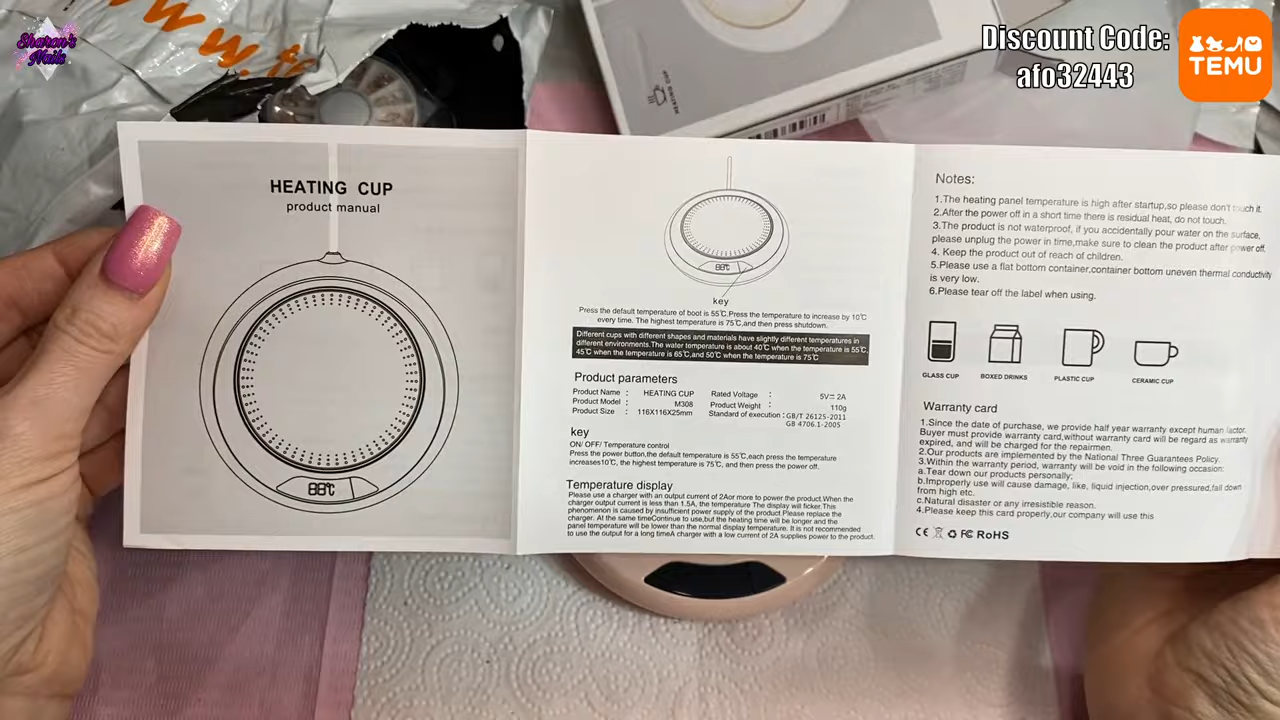 Sharon's
Nails
Discount Code:
afo32443
TEMU
HEATING CUP
HEATING CUP
product manual
88℃
88℃
key
Press the default temperature of boot is 55℃.Press the temperature to increase by 10℃
every time. The highest temperature is 75℃,and then press shutdown.
Different cups with different shapes and materials have slightly different temperatures in
different environments.The water temperature is about 40℃ when the temperature is 55℃,
45℃ when the temperature is 65℃,and 50℃ when the temperature is 75℃
Product parameters
Product Name : HEATING CUP Rated Voltage : 5V⎓2A
Product Model : M308 Product Weight : 110g
Product Size : 116X116X25mm Standard of execution : GB/T 26125-2011
GB 4706.1-2005
key
ON/ OFF/ Temperature control
Press the power button,the default temperature is 55℃,each press the temperature
increases10℃, the highest temperature is 75℃, and then press the power off.
Temperature display
Please use a charger with an output current of 2Aor more to power the product.When the
charger output current is less than 1.5A, the temperature The display will flicker.This
phenomenon is caused by insufficient power supply of the product.Please replace the
charger. At the same timeContinue to use,but the heating time will be longer and the
panel temperature will be lower than the normal display temperature. It is not recommended
to use the output for a long timeA charger with a low current of 2A supplies power to the product.
Notes:
1.The heating panel temperature is high after startup,so please don't touch it.
2.After the power off in a short time there is residual heat, do not touch.
3.The product is not waterproof, if you accidentally pour water on the surface,
please unplug the power in time,make sure to clean the product after power off.
4. Keep the product out of reach of children.
5.Please use a flat bottom container,container bottom uneven thermal conductivity
is very low.
6.Please tear off the label when using.
GLASS CUP BOXED DRINKS PLASTIC CUP CERAMIC CUP
Warranty card
1.Since the date of purchase, we provide half year warranty except human factor.
Buyer must provide warranty card,without warranty card will be regard as warranty
expired, and will be charged for the repairmen.
2.Our products are implemented by the National Three Guarantees Policy.
3.Within the warranty period, warranty will be void in the following occasion:
a.Tear down our products personally;
b.Improperly use will cause damage, like, liquid injection,over pressured,fall down
from high etc.
c.Natural disaster or any irresistible reason.
4.Please keep this card properly,our company will use this
CE FC RoHS